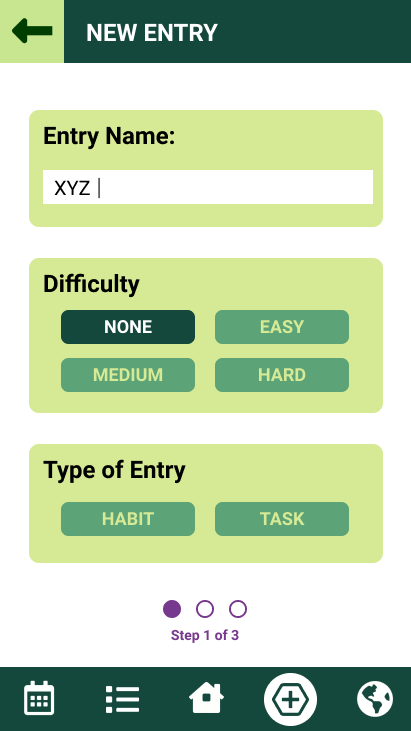 NEW ENTRY
Entry Name:
XYZ
Difficulty
NONE
EASY
MEDIUM
HARD
Type of Entry
HABIT
TASK
Step 1 of 3